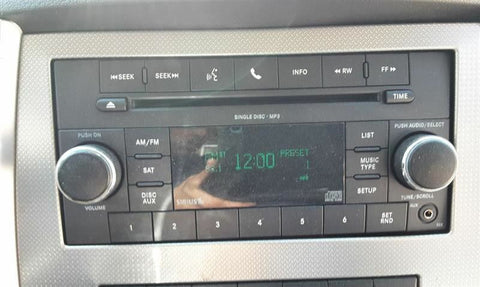 SEEK SEEK INFO RW FF
SINGLE DISC - MP3 TIME
PUSH ON PUSH AUDIO/SELECT
AM/FM LIST
12:00 PRESET
1
SAT MUSIC TYPE
DISC AUX SETUP
VOLUME SIRIUS TUNE/SCROLL
AUX
1 2 3 4 5 6 SET RND